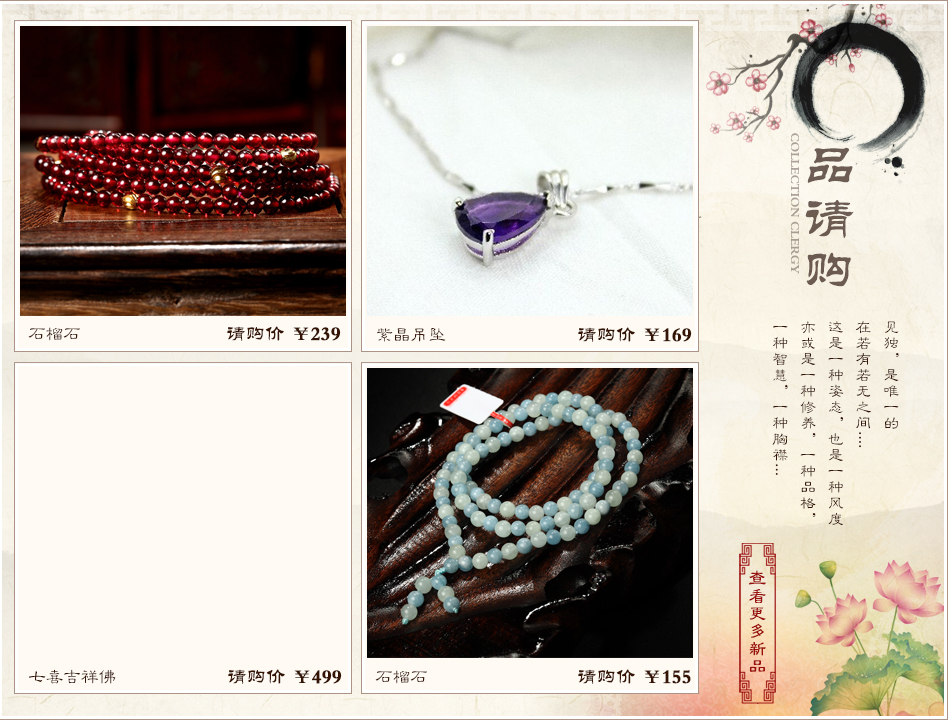 石榴石
请购价 ¥239
紫晶吊坠
请购价 ¥169
七喜吉祥佛
请购价 ¥499
石榴石
请购价 ¥155
品请购
COLLECTION CLERGY
见独，是唯一的
在若有若无之间……
这是一种姿态，也是一种风度
亦或是一种修养，一种品格，
一种智慧，一种胸襟…
查看更多新品